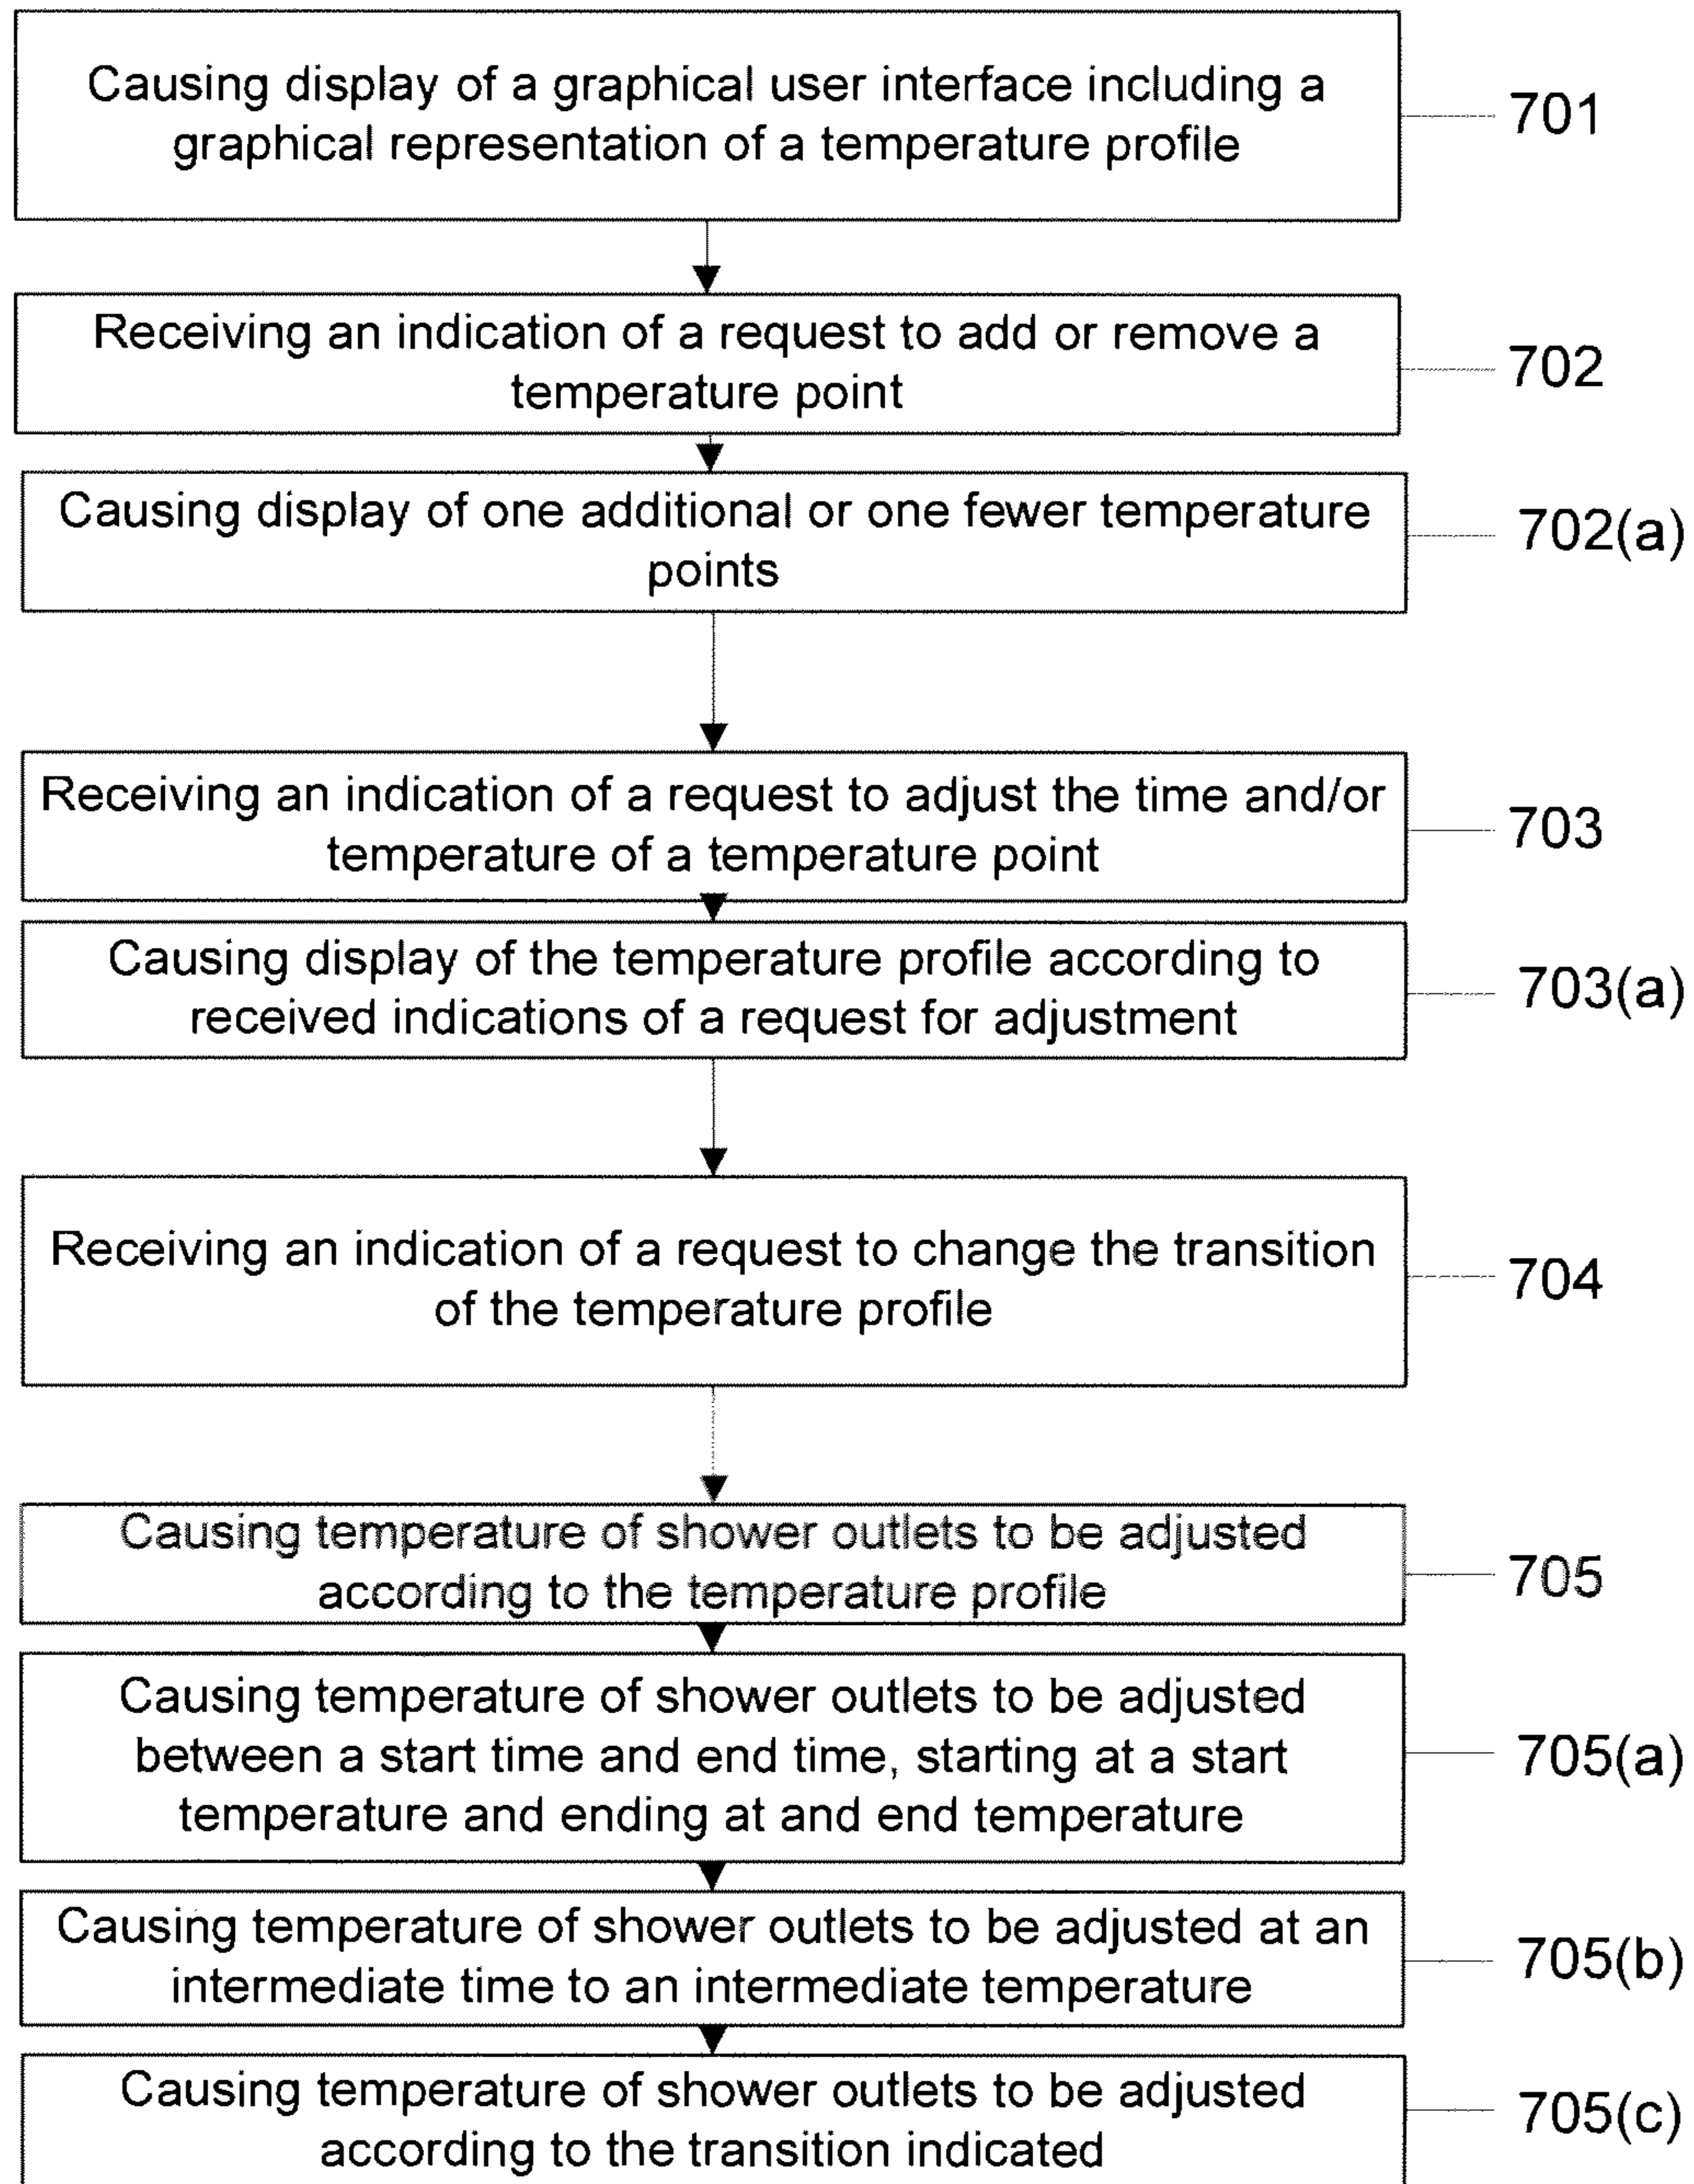 Causing display of a graphical user interface including a
graphical representation of a temperature profile
701
Receiving an indication of a request to add or remove a
temperature point
702
Causing display of one additional or one fewer temperature
points
702(a)
Receiving an indication of a request to adjust the time and/or
temperature of a temperature point
703
Causing display of the temperature profile according to
received indications of a request for adjustment
703(a)
Receiving an indication of a request to change the transition
of the temperature profile
704
Causing temperature of shower outlets to be adjusted
according to the temperature profile
705
Causing temperature of shower outlets to be adjusted
between a start time and end time, starting at a start
temperature and ending at and end temperature
705(a)
Causing temperature of shower outlets to be adjusted at an
intermediate time to an intermediate temperature
705(b)
Causing temperature of shower outlets to be adjusted
according to the transition indicated
705(c)